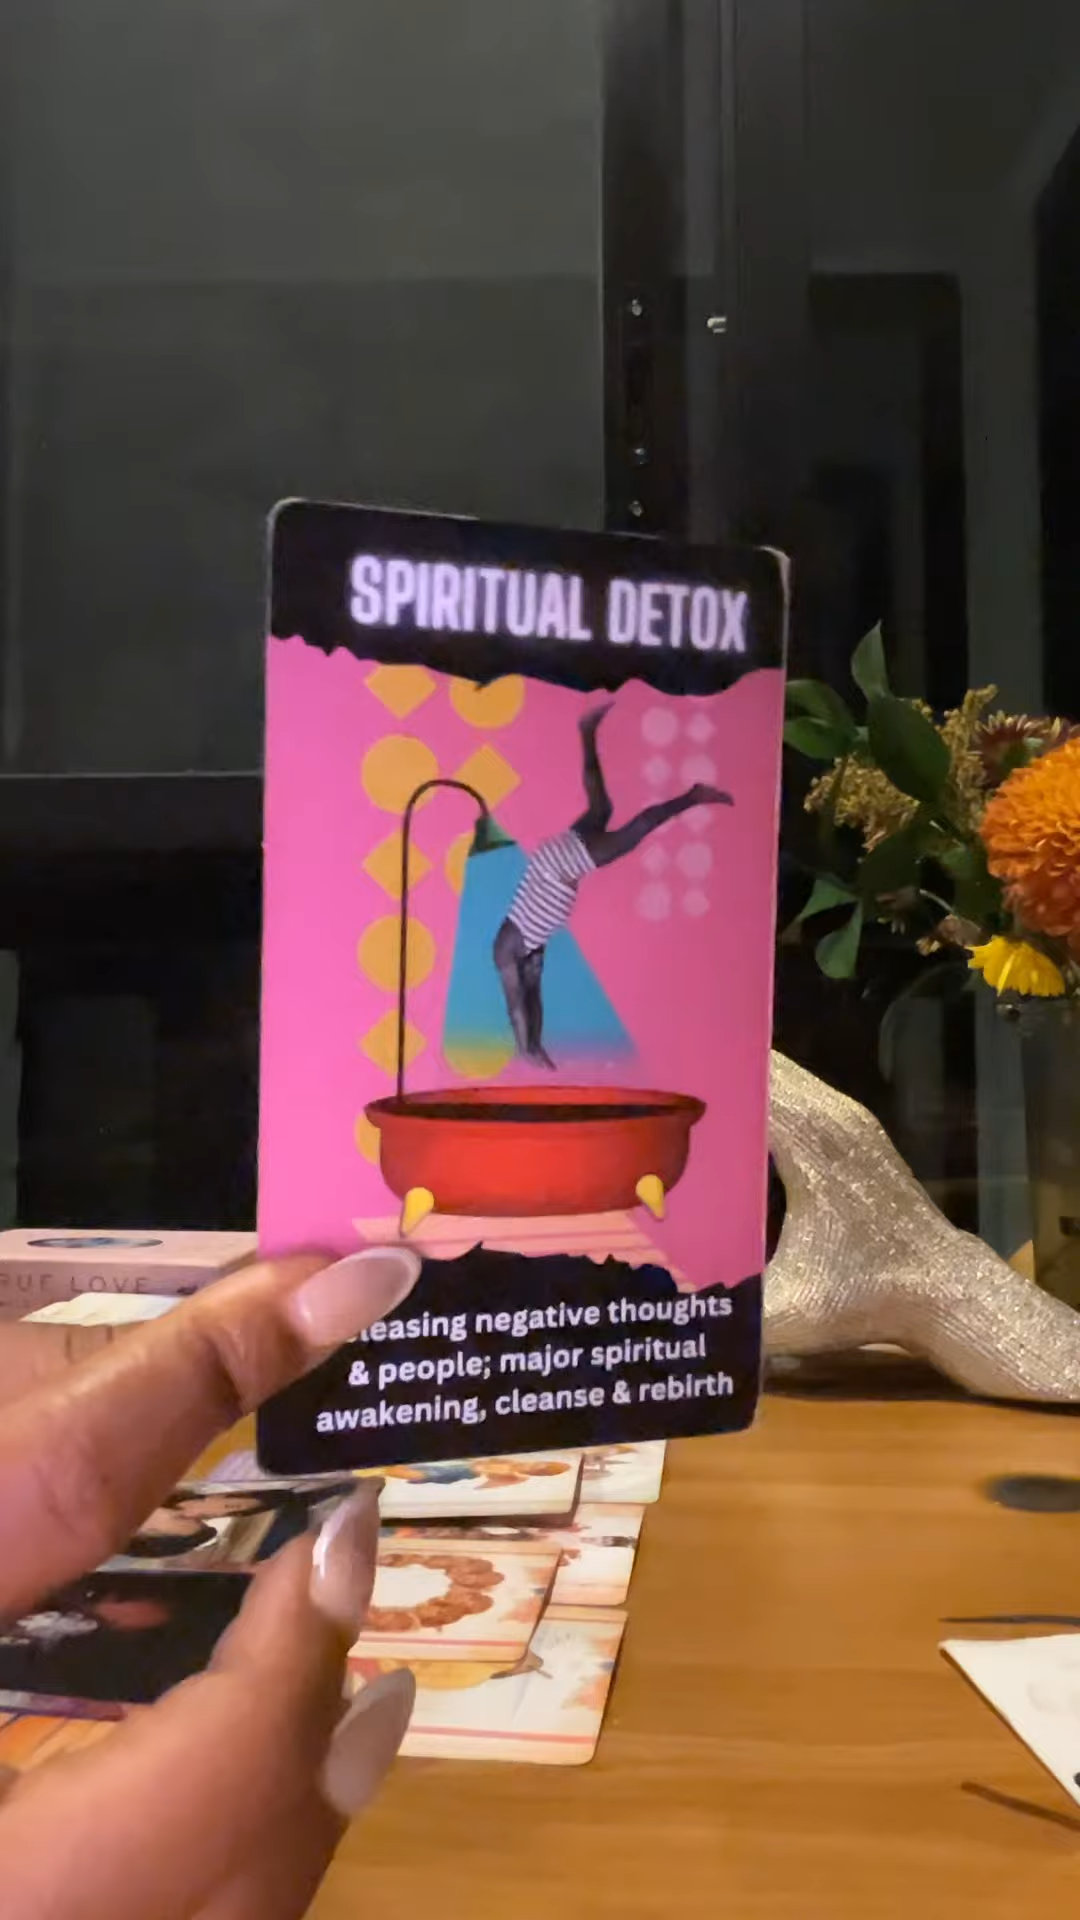 SPIRITUAL DETOX
leasing negative thoughts
& people; major spiritual
awakening, cleanse & rebirth
RUE LOVE